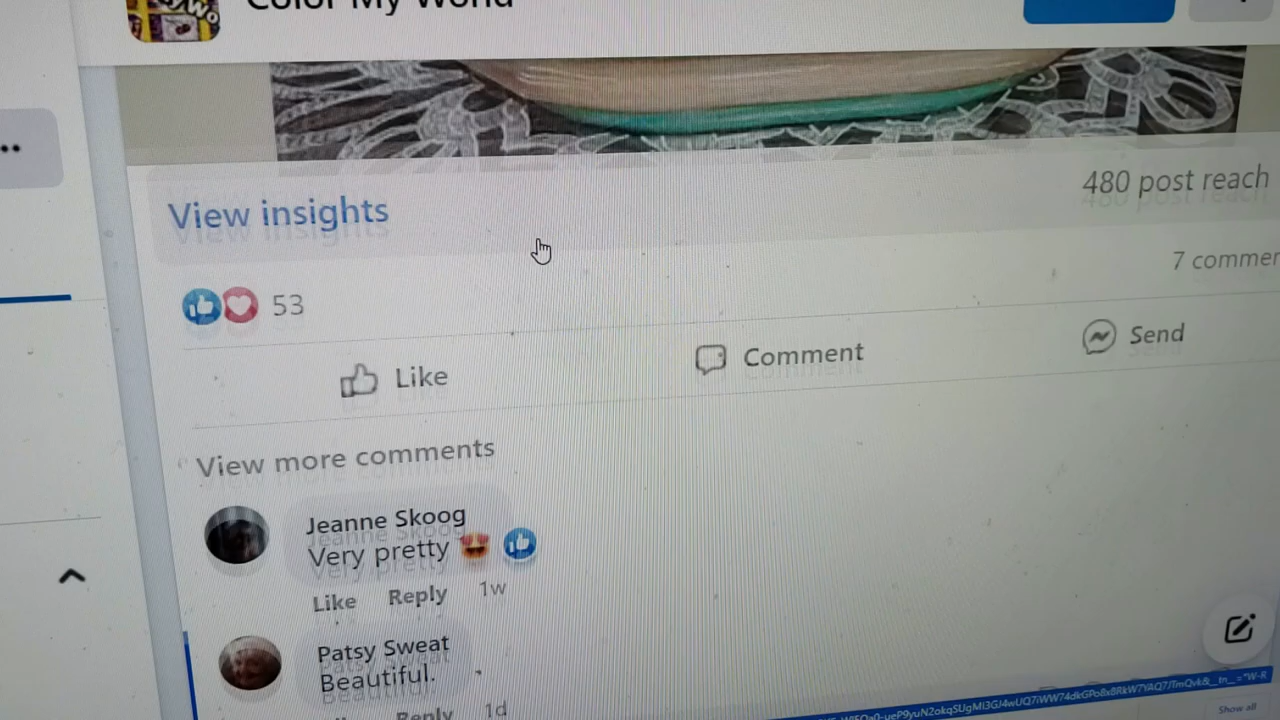 Color My World
View insights
480 post reach
53
7 commen
Like
Comment
Send
View more comments
Jeanne Skoog
Very pretty 😍
Like Reply 1w
Patsy Sweat
Beautiful.
Reply 1d
Show all